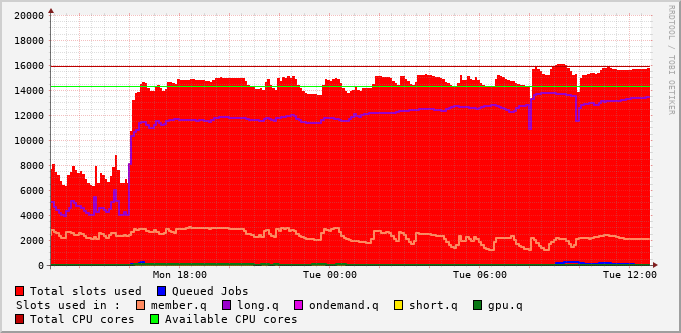 RRDTOOL / TOBI OETIKER
20000
18000
16000
14000
12000
10000
8000
6000
4000
2000
0
Mon 18:00 Tue 00:00 Tue 06:00 Tue 12:00
Total slots used Queued Jobs
Slots used in : member.q long.q ondemand.q short.q gpu.q
Total CPU cores Available CPU cores